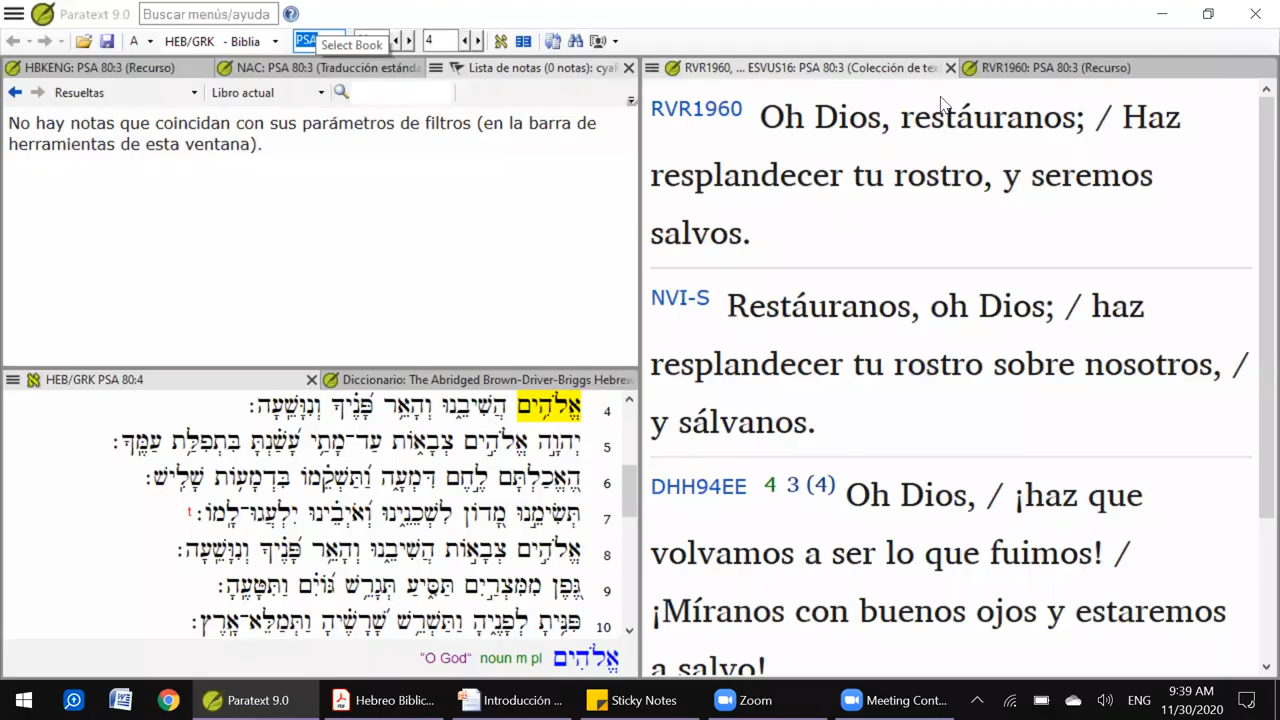 Paratext 9.0
Buscar menús/ayuda
A
HEB/GRK - Biblia
PSA
4
Select Book
HBKENG: PSA 80:3 (Recurso)
NAC: PSA 80:3 (Traducción estánd
Lista de notas (0 notas): cyal
RVR1960, ... ESVUS16: PSA 80:3 (Colección de tex
RVR1960: PSA 80:3 (Recurso)
Resueltas
Libro actual
No hay notas que coincidan con sus parámetros de filtros (en la barra de
herramientas de esta ventana).
RVR1960 Oh Dios, restáuranos; / Haz
resplandecer tu rostro, y seremos
salvos.
NVI-S Restáuranos, oh Dios; / haz
resplandecer tu rostro sobre nosotros, /
y sálvanos.
DHH94EE 4 3 (4) Oh Dios, / ¡haz que
volvamos a ser lo que fuimos! /
¡Míranos con buenos ojos y estaremos
a salvo!
HEB/GRK PSA 80:4
Diccionario: The Abridged Brown-Driver-Briggs Hebrew
4 אֱלֹהִ֥ים הֲשִׁיבֵ֑נוּ וְהָאֵ֥ר פָּ֝נֶ֗יךָ וְנִוָּשֵֽׁעָה׃
5 יְהוָ֣ה אֱלֹהִ֣ים צְבָא֑וֹת עַד־מָתַ֥י עָ֝שַׁ֗נְתָּ בִּתְפִלַּ֥ת עַמֶּֽךָ׃
6 הֶ֭אֱכַלְתָּם לֶ֣חֶם דִּמְעָ֑ה וַ֝תַּשְׁקֵ֗מוֹ בִּדְמָע֥וֹת שָׁלִֽישׁ׃
7 תְּשִׂימֵ֣נוּ מָ֭דוֹן לִשְׁכֵנֵ֑ינוּ וְ֝אֹיְבֵ֗ינוּ יִלְעֲגוּ־לָֽמוֹ׃ t
8 אֱלֹהִ֣ים צְבָא֣וֹת הֲשִׁיבֵ֑נוּ וְהָאֵ֥ר פָּ֝נֶ֗יךָ וְנִוָּשֵֽׁעָה׃
9 גֶּ֭פֶן מִמִּצְרַ֣יִם תַּסִּ֑יעַ תְּגָרֵ֥שׁ גּ֝וֹיִ֗ם וַתִּטָּעֶֽהָ׃
10 פִּנִּ֥יתָ לְפָנֶ֑יהָ וַתַּשְׁרֵ֥שׁ שָׁ֝רָשֶׁ֗יהָ וַתְּמַלֵּא־אָֽרֶץ׃
אֱלֹהִים noun m pl "O God"
Paratext 9.0
Hebreo Biblic...
Introducción ...
Sticky Notes
Zoom
Meeting Cont...
ENG
9:39 AM
11/30/2020